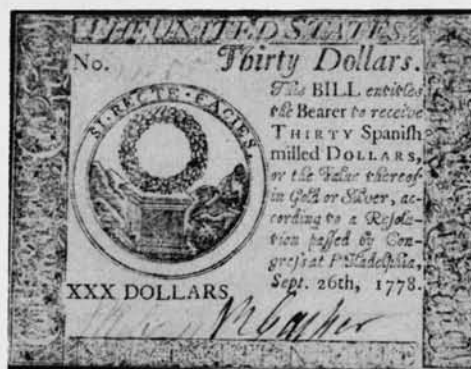 THE UNITED STATES.
No. Thirty Dollars.
SI RECTE FACIES.
This BILL entitles
the Bearer to receive
THIRTY Spanish
milled DOLLARS,
or the Value thereof
in Gold or Silver, ac-
cording to a Resolu-
tion passed by Con-
gress at Philadelphia,
Sept. 26th, 1778.
XXX DOLLARS